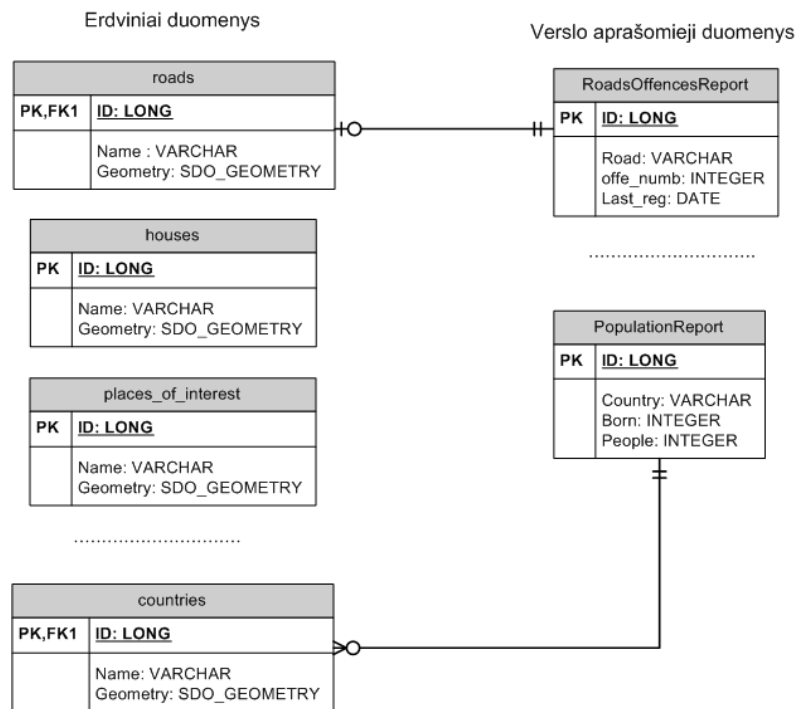 Erdviniai duomenys
Verslo aprašomieji duomenys
roads
PK,FK1 ID: LONG
Name : VARCHAR
Geometry: SDO_GEOMETRY
RoadsOffencesReport
PK ID: LONG
Road: VARCHAR
offe_numb: INTEGER
Last_reg: DATE
houses
PK ID: LONG
Name: VARCHAR
Geometry: SDO_GEOMETRY
PopulationReport
PK ID: LONG
Country: VARCHAR
Born: INTEGER
People: INTEGER
places_of_interest
PK ID: LONG
Name: VARCHAR
Geometry: SDO_GEOMETRY
countries
PK,FK1 ID: LONG
Name: VARCHAR
Geometry: SDO_GEOMETRY